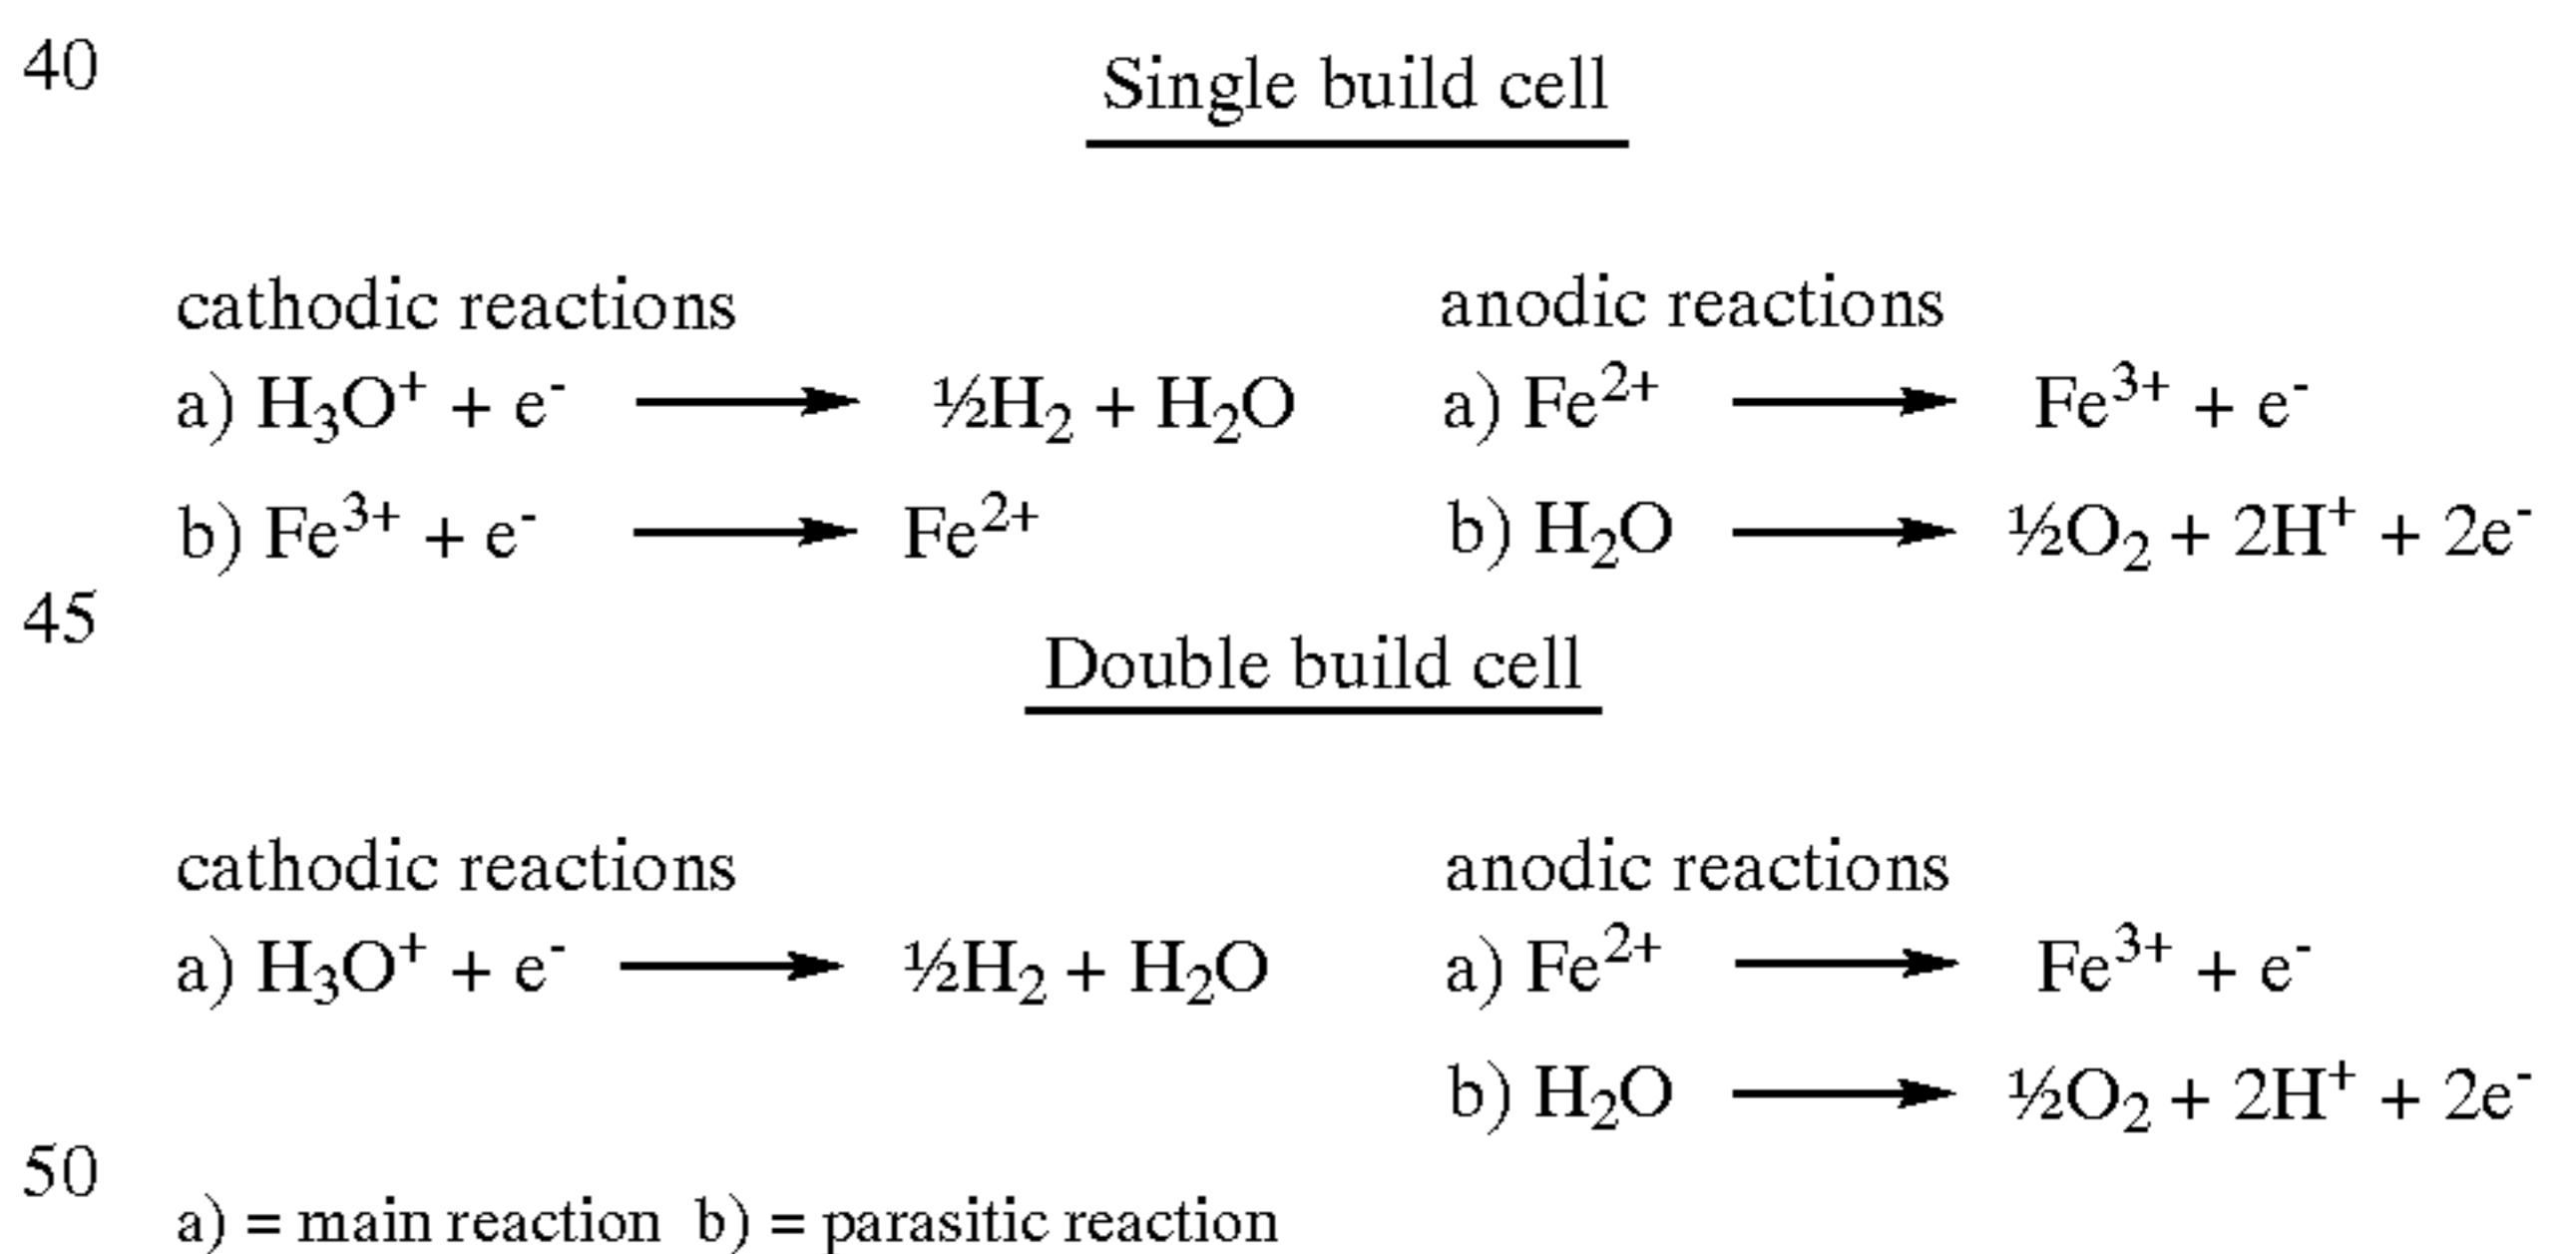 40
Single build cell
cathodic reactions anodic reactions
a) H₃O⁺ + e⁻ ⟶ ½H₂ + H₂O a) Fe²⁺ ⟶ Fe³⁺ + e⁻
b) Fe³⁺ + e⁻ ⟶ Fe²⁺ b) H₂O ⟶ ½O₂ + 2H⁺ + 2e⁻
45
Double build cell
cathodic reactions anodic reactions
a) H₃O⁺ + e⁻ ⟶ ½H₂ + H₂O a) Fe²⁺ ⟶ Fe³⁺ + e⁻
b) H₂O ⟶ ½O₂ + 2H⁺ + 2e⁻
50
a) = main reaction b) = parasitic reaction